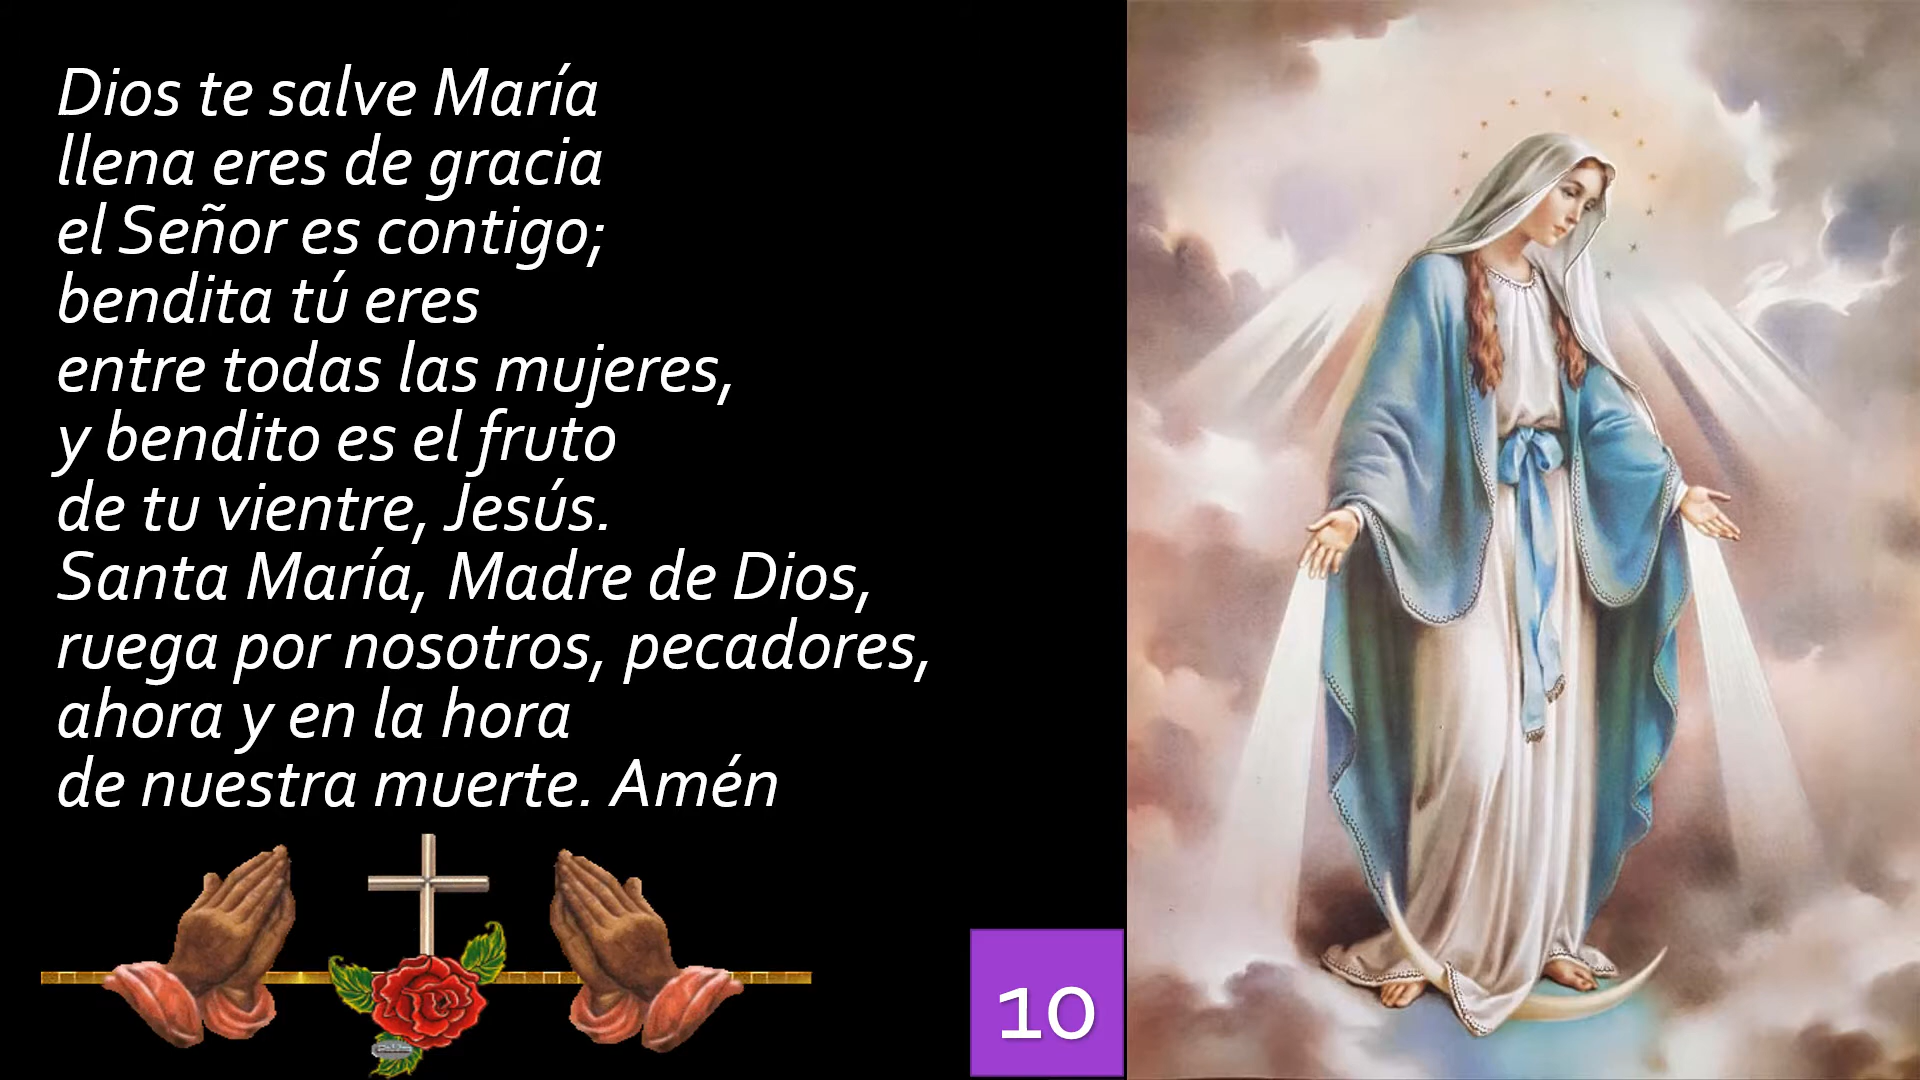 Dios te salve María
llena eres de gracia
el Señor es contigo;
bendita tú eres
entre todas las mujeres,
y bendito es el fruto
de tu vientre, Jesús.
Santa María, Madre de Dios,
ruega por nosotros, pecadores,
ahora y en la hora
de nuestra muerte. Amén
10